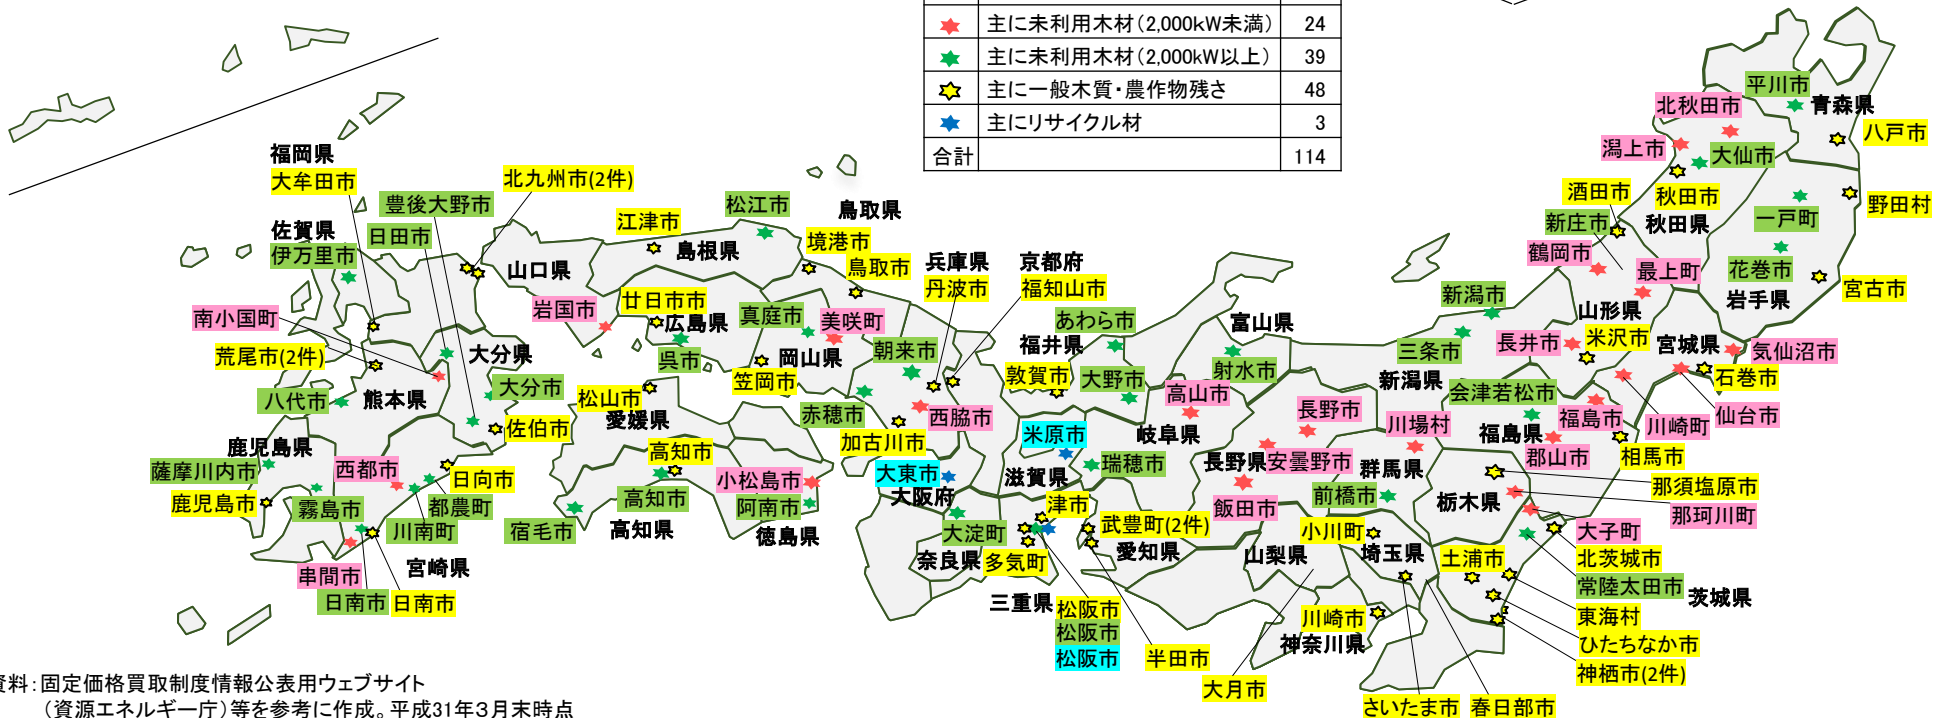 主に未利用木材(2,000kW未満) 24
主に未利用木材(2,000kW以上) 39
主に一般木質・農作物残さ 48
主にリサイクル材 3
合計 114
福岡県
大牟田市
北九州市(2件)
豊後大野市
日田市
佐賀県
伊万里市
南小国町
荒尾市(2件)
八代市
熊本県
大分県
大分市
佐伯市
鹿児島県
薩摩川内市
鹿児島市
西都市
日向市
都農町
川南町
霧島市
串間市
日南市
日南市
宮崎県
山口県
岩国市
江津市
島根県
松江市
鳥取県
境港市
鳥取市
廿日市市
広島県
呉市
真庭市
美咲町
岡山県
笠岡市
松山市
愛媛県
高知市
高知市
宿毛市
高知県
小松島市
阿南市
徳島県
兵庫県
丹波市
朝来市
赤穂市
西脇市
加古川市
京都府
福知山市
大東市
大阪府
大淀町
奈良県
多気町
三重県
津市
松阪市
松阪市
松阪市
米原市
滋賀県
福井県
あわら市
敦賀市
大野市
富山県
射水市
高山市
岐阜県
瑞穂市
武豊町(2件)
愛知県
半田市
長野市
長野県
安曇野市
飯田市
山梨県
大月市
新潟市
三条市
新潟県
川場村
群馬県
前橋市
小川町
埼玉県
さいたま市
春日部市
川崎市
神奈川県
平川市
青森県
八戸市
北秋田市
潟上市
大仙市
秋田市
秋田県
野田村
一戸町
花巻市
岩手県
宮古市
酒田市
新庄市
鶴岡市
最上町
山形県
長井市
米沢市
宮城県
気仙沼市
石巻市
仙台市
川崎町
会津若松市
福島市
福島県
郡山市
相馬市
那須塩原市
栃木県
那珂川町
大子町
北茨城市
常陸太田市
茨城県
土浦市
東海村
ひたちなか市
神栖市(2件)
資料:固定価格買取制度情報公表用ウェブサイト
(資源エネルギー庁)等を参考に作成。平成31年3月末時点